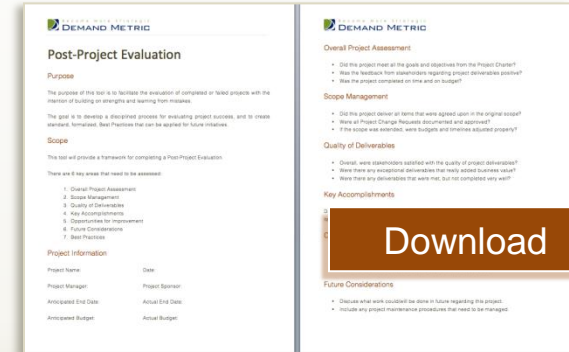 Become More Strategic
DEMAND METRIC
Post-Project Evaluation
Purpose
The purpose of this tool is to facilitate the evaluation of completed or failed projects with the
intention of building on strengths and learning from mistakes.
The goal is to develop a disciplined process for evaluating project success, and to create
standard, formalised, Best Practices that can be applied for future initiatives.
Scope
This tool will provide a framework for completing a Post-Project Evaluation.
There are 6 key areas that need to be assessed:
1. Overall Project Assessment
2. Scope Management
3. Quality of Deliverables
4. Key Accomplishments
5. Opportunities for Improvement
6. Future Considerations
7. Best Practices
Project Information
Project Name: Date:
Project Manager: Project Sponsor:
Anticipated End Date: Actual End Date:
Anticipated Budget: Actual Budget:
Become More Strategic
DEMAND METRIC
Overall Project Assessment
• Did this project meet all the goals and objectives from the Project Charter?
• Was the feedback from stakeholders regarding project deliverables positive?
• Was the project completed on time and on budget?
Scope Management
• Did this project deliver all items that were agreed upon in the original scope?
• Were all Project Change Requests documented and approved?
• If the scope was extended, were budgets and timelines adjusted properly?
Quality of Deliverables
• Overall, were stakeholders satisfied with the quality of project deliverables?
• Were there any exceptional deliverables that really added business value?
• Were there any deliverables that were met, but not completed very well?
Key Accomplishments
Download
Future Considerations
• Discuss what work could/will be done in future regarding this project.
• Include any project maintenance procedures that need to be managed.